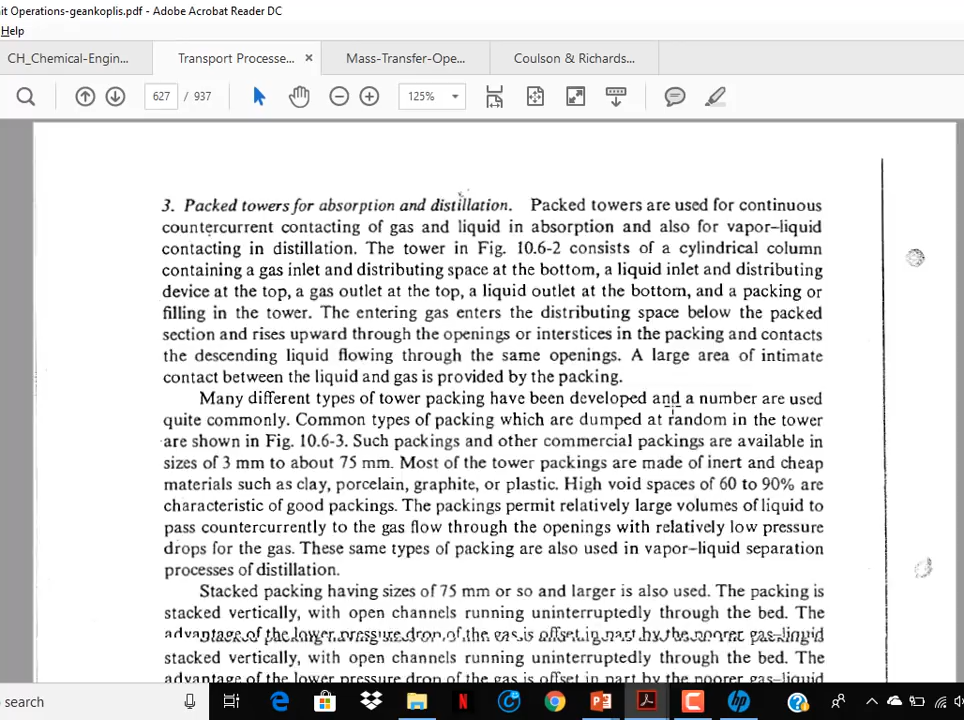 it Operations-geankoplis.pdf - Adobe Acrobat Reader DC
Help
CH_Chemical-Engin...
Transport Processe... ×
Mass-Transfer-Ope...
Coulson & Richards...
627 / 937
125%
3. Packed towers for absorption and distillation. Packed towers are used for continuous
countercurrent contacting of gas and liquid in absorption and also for vapor–liquid
contacting in distillation. The tower in Fig. 10.6-2 consists of a cylindrical column
containing a gas inlet and distributing space at the bottom, a liquid inlet and distributing
device at the top, a gas outlet at the top, a liquid outlet at the bottom, and a packing or
filling in the tower. The entering gas enters the distributing space below the packed
section and rises upward through the openings or interstices in the packing and contacts
the descending liquid flowing through the same openings. A large area of intimate
contact between the liquid and gas is provided by the packing.
Many different types of tower packing have been developed and a number are used
quite commonly. Common types of packing which are dumped at random in the tower
are shown in Fig. 10.6-3. Such packings and other commercial packings are available in
sizes of 3 mm to about 75 mm. Most of the tower packings are made of inert and cheap
materials such as clay, porcelain, graphite, or plastic. High void spaces of 60 to 90% are
characteristic of good packings. The packings permit relatively large volumes of liquid to
pass countercurrently to the gas flow through the openings with relatively low pressure
drops for the gas. These same types of packing are also used in vapor–liquid separation
processes of distillation.
Stacked packing having sizes of 75 mm or so and larger is also used. The packing is
stacked vertically, with open channels running uninterruptedly through the bed. The
advantage of the lower pressure drop of the gas is offset in part by the poorer gas–liquid
stacked vertically, with open channels running uninterruptedly through the bed. The
advantage of the lower pressure drop of the gas is offset in part by the poorer gas–liquid
search